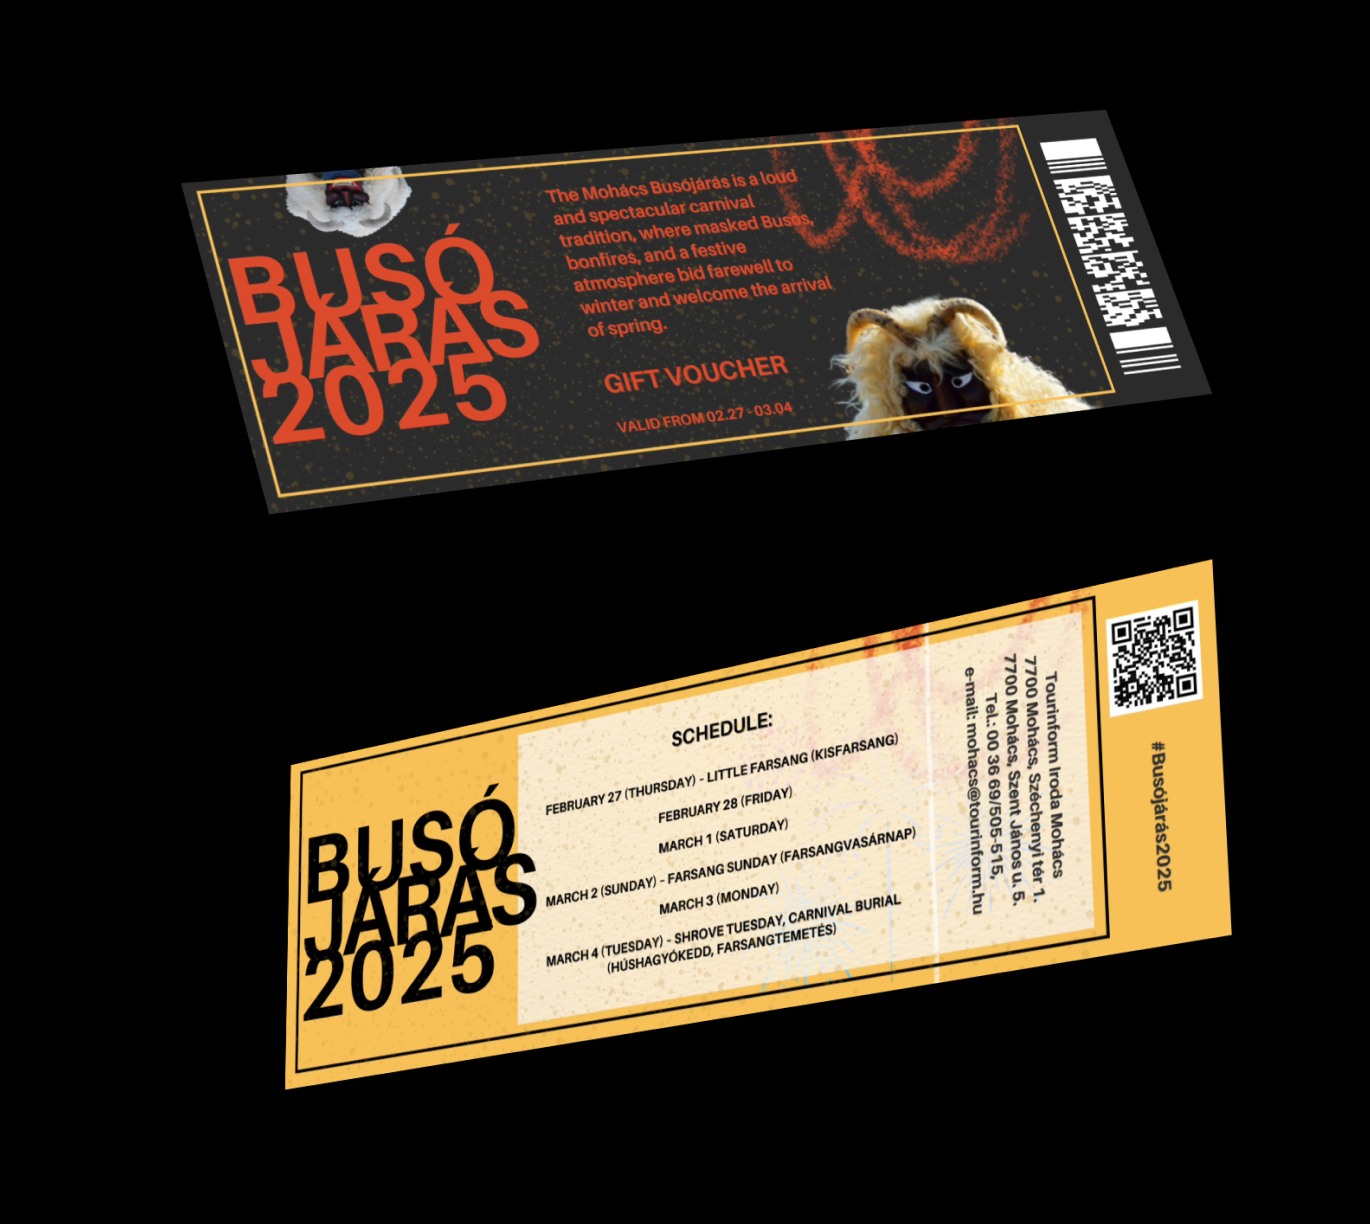 BUSÓ
JÁRÁS
2025
The Mohács Busójárás is a loud
and spectacular carnival
tradition, where masked Busós,
bonfires, and a festive
atmosphere bid farewell to
winter and welcome the arrival
of spring.
GIFT VOUCHER
VALID FROM 02.27 - 03.04
BUSÓ
JÁRÁS
2025
SCHEDULE:
FEBRUARY 27 (THURSDAY) - LITTLE FARSANG (KISFARSANG)
FEBRUARY 28 (FRIDAY)
MARCH 1 (SATURDAY)
MARCH 2 (SUNDAY) - FARSANG SUNDAY (FARSANGVASÁRNAP)
MARCH 3 (MONDAY)
MARCH 4 (TUESDAY) - SHROVE TUESDAY, CARNIVAL BURIAL
(HÚSHAGYÓKEDD, FARSANGTEMETÉS)
Tourinform Iroda Mohács
7700 Mohács, Széchenyi tér 1.
7700 Mohács, Szent János u. 5.
Tel.: 00 36 69/505-515,
e-mail: mohacs@tourinform.hu
#Busójárás2025